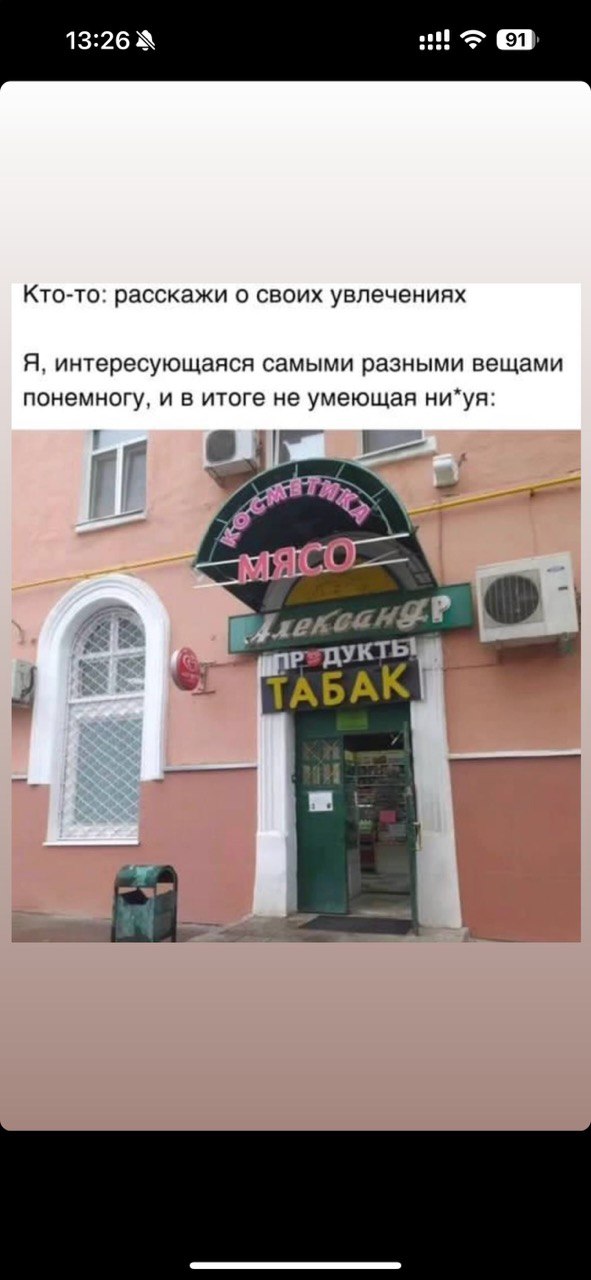 13:26
91
Кто-то: расскажи о своих увлечениях
Я, интересующаяся самыми разными вещами
понемногу, и в итоге не умеющая ни*уя:
КОСМЕТИКА
МЯСО
Александр
ПРОДУКТЫ
ТАБАК